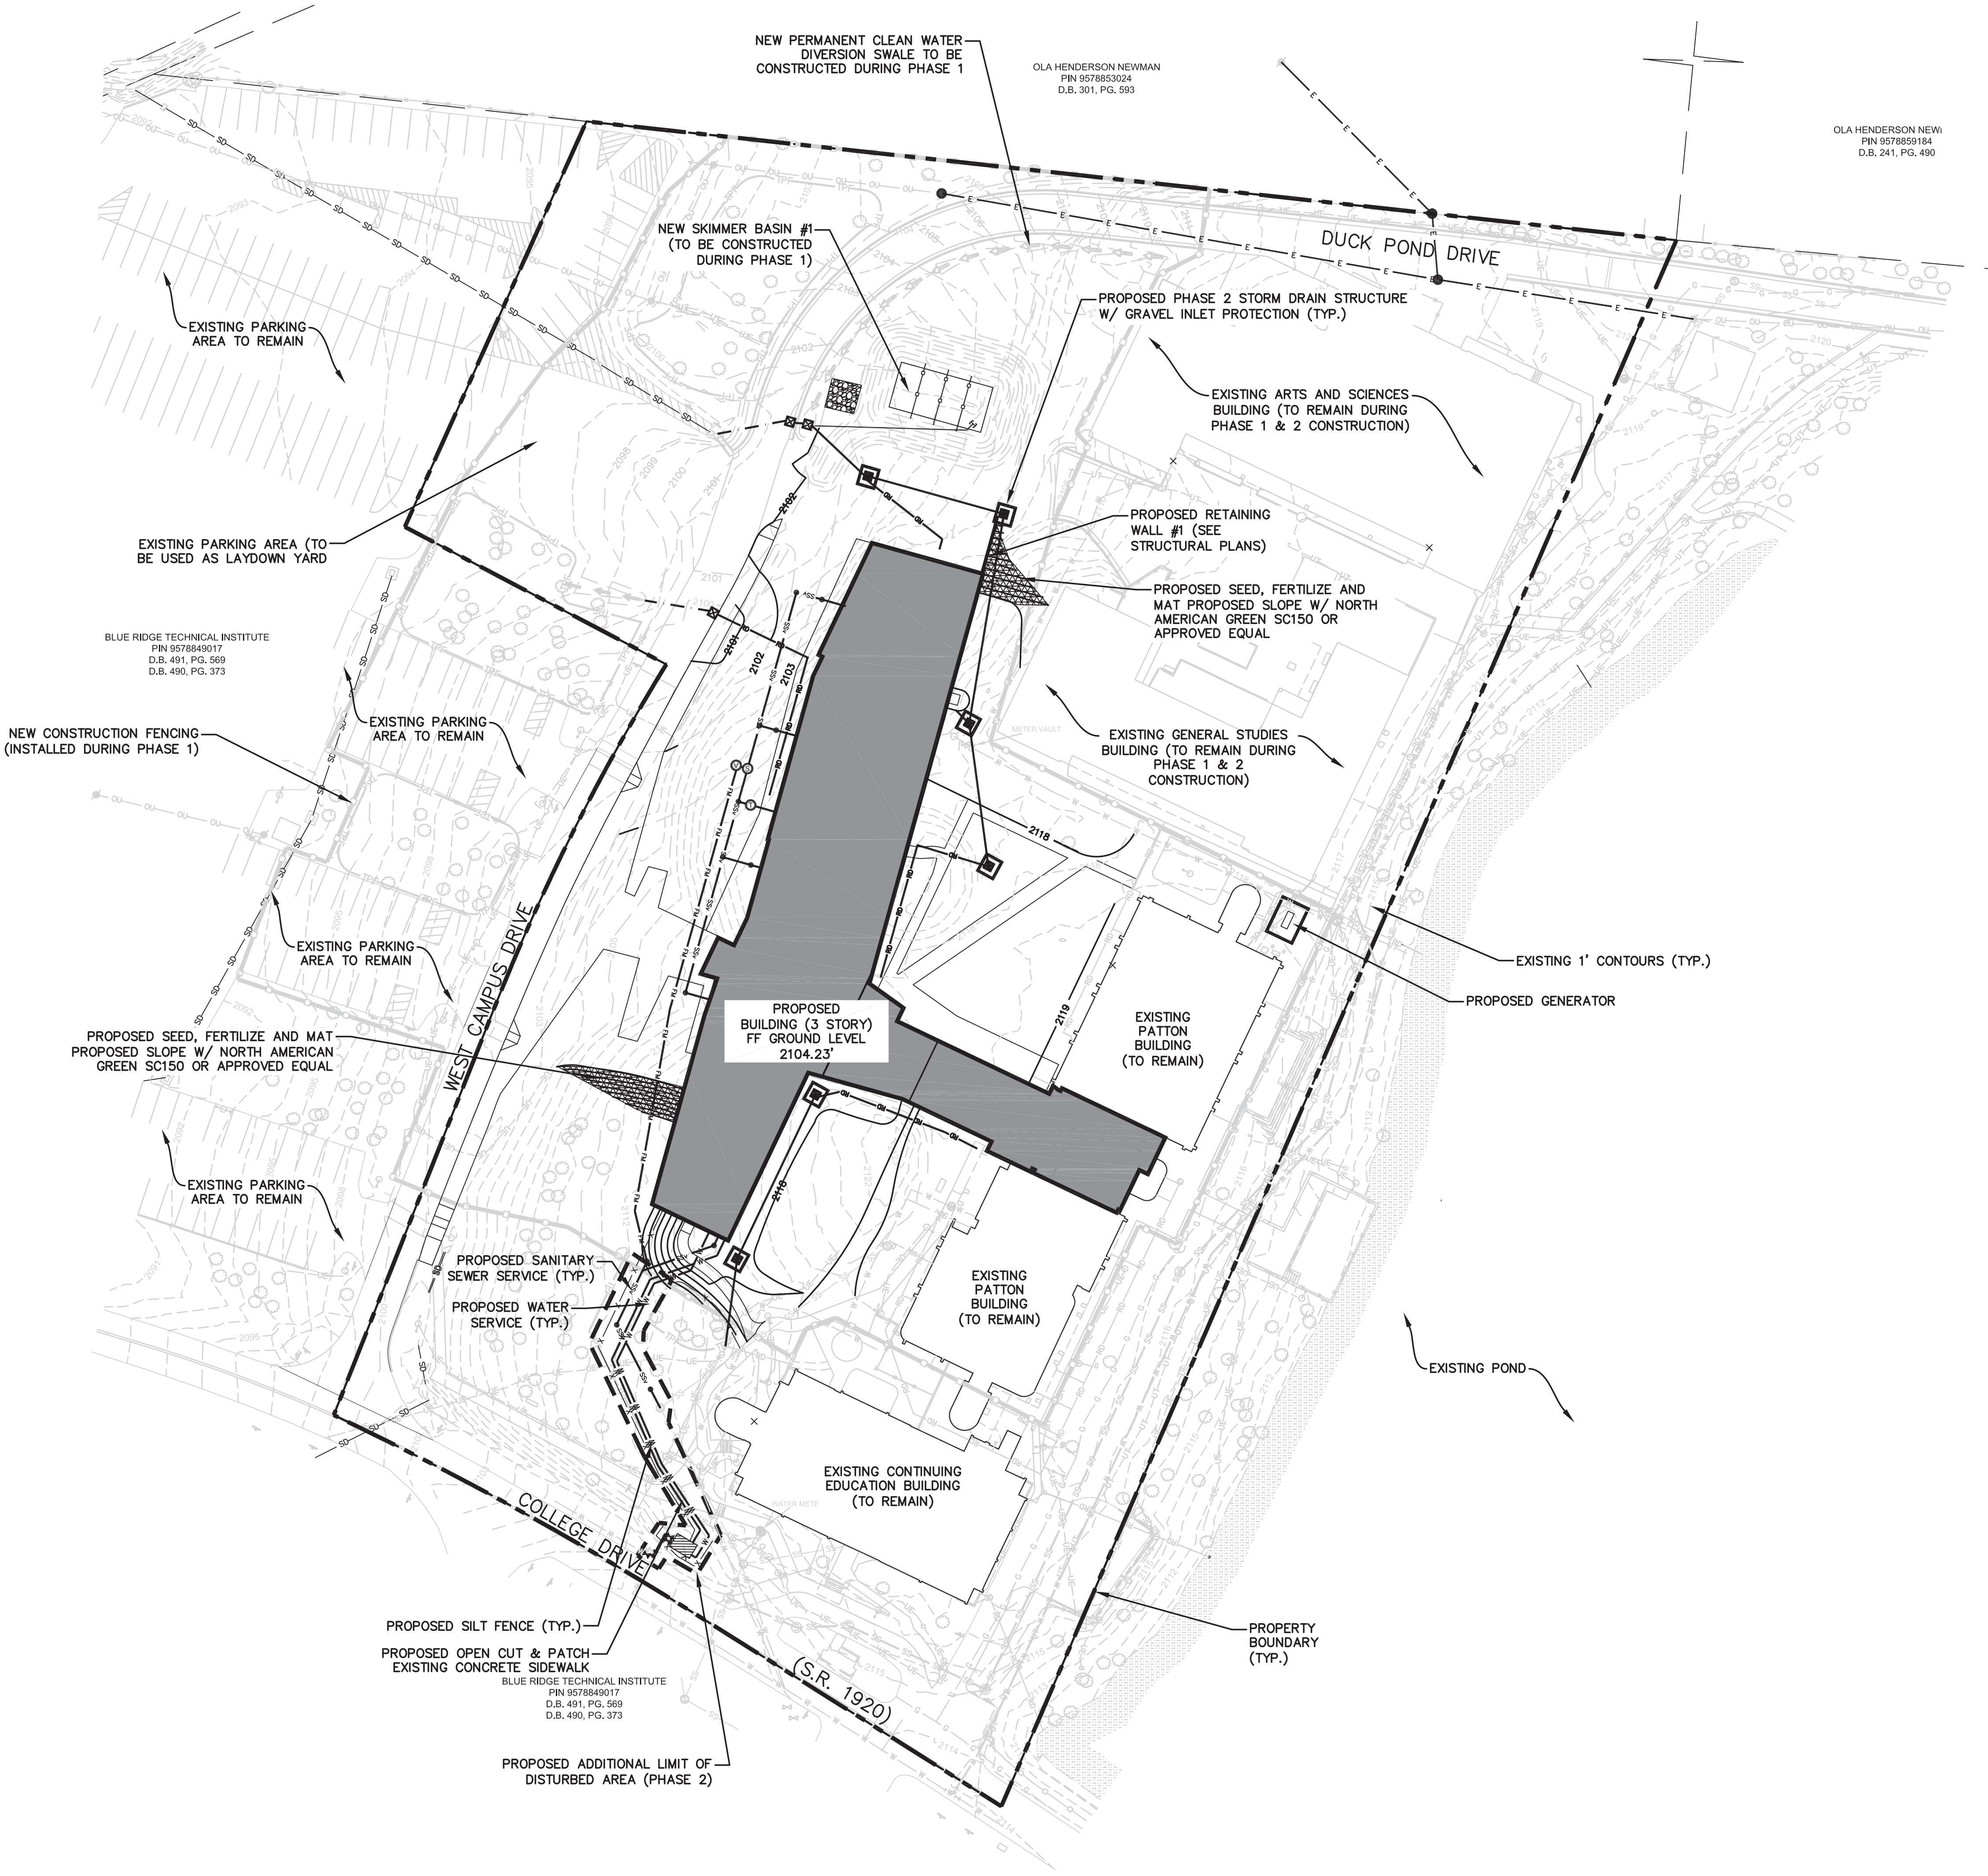 NEW PERMANENT CLEAN WATER
DIVERSION SWALE TO BE
CONSTRUCTED DURING PHASE 1
OLA HENDERSON NEWMAN
PIN 9578853024
D.B. 301, PG. 593
PIN 9578859184
D.B. 241, PG. 490
OLA HENDERSON
NEW SKIMMER BASIN #1
(TO BE CONSTRUCTED
DURING PHASE 1)
DUCK POND DRIVE
PROPOSED PHASE 2 STORM DRAIN STRUCTURE
W/ GRAVEL INLET PROTECTION (TYP.)
EXISTING PARKING
AREA TO REMAIN
EXISTING ARTS AND SCIENCES
BUILDING (TO REMAIN DURING
PHASE 1 & 2 CONSTRUCTION)
EXISTING PARKING AREA (TO
BE USED AS LAYDOWN YARD
PROPOSED RETAINING
WALL #1 (SEE
STRUCTURAL PLANS)
PROPOSED SEED, FERTILIZE AND
MAT PROPOSED SLOPE W/ NORTH
AMERICAN GREEN SC150 OR
APPROVED EQUAL
BLUE RIDGE TECHNICAL INSTITUTE
PIN 9578849017
D.B. 491, PG. 569
D.B. 490, PG. 373
2102
2101
2102
2103
NEW CONSTRUCTION FENCING
(INSTALLED DURING PHASE 1)
EXISTING PARKING
AREA TO REMAIN
METER VAULT
EXISTING GENERAL STUDIES
BUILDING (TO REMAIN DURING
PHASE 1 & 2
CONSTRUCTION)
2118
EXISTING PARKING
AREA TO REMAIN
WEST CAMPUS DRIVE
EXISTING 1' CONTOURS (TYP.)
PROPOSED GENERATOR
PROPOSED
BUILDING (3 STORY)
FF GROUND LEVEL
2104.23'
2119
EXISTING
PATTON
BUILDING
(TO REMAIN)
PROPOSED SEED, FERTILIZE AND MAT
PROPOSED SLOPE W/ NORTH AMERICAN
GREEN SC150 OR APPROVED EQUAL
EXISTING PARKING
AREA TO REMAIN
2118
PROPOSED SANITARY
SEWER SERVICE (TYP.)
PROPOSED WATER
SERVICE (TYP.)
EXISTING
PATTON
BUILDING
(TO REMAIN)
EXISTING POND
EXISTING CONTINUING
EDUCATION BUILDING
(TO REMAIN)
WATER METE
COLLEGE DRIVE
(S.R. 1920)
PROPOSED SILT FENCE (TYP.)
PROPOSED OPEN CUT & PATCH
EXISTING CONCRETE SIDEWALK
BLUE RIDGE TECHNICAL INSTITUTE
PIN 9578849017
D.B. 491, PG. 569
D.B. 490, PG. 373
PROPERTY
BOUNDARY
(TYP.)
PROPOSED ADDITIONAL LIMIT OF
DISTURBED AREA (PHASE 2)